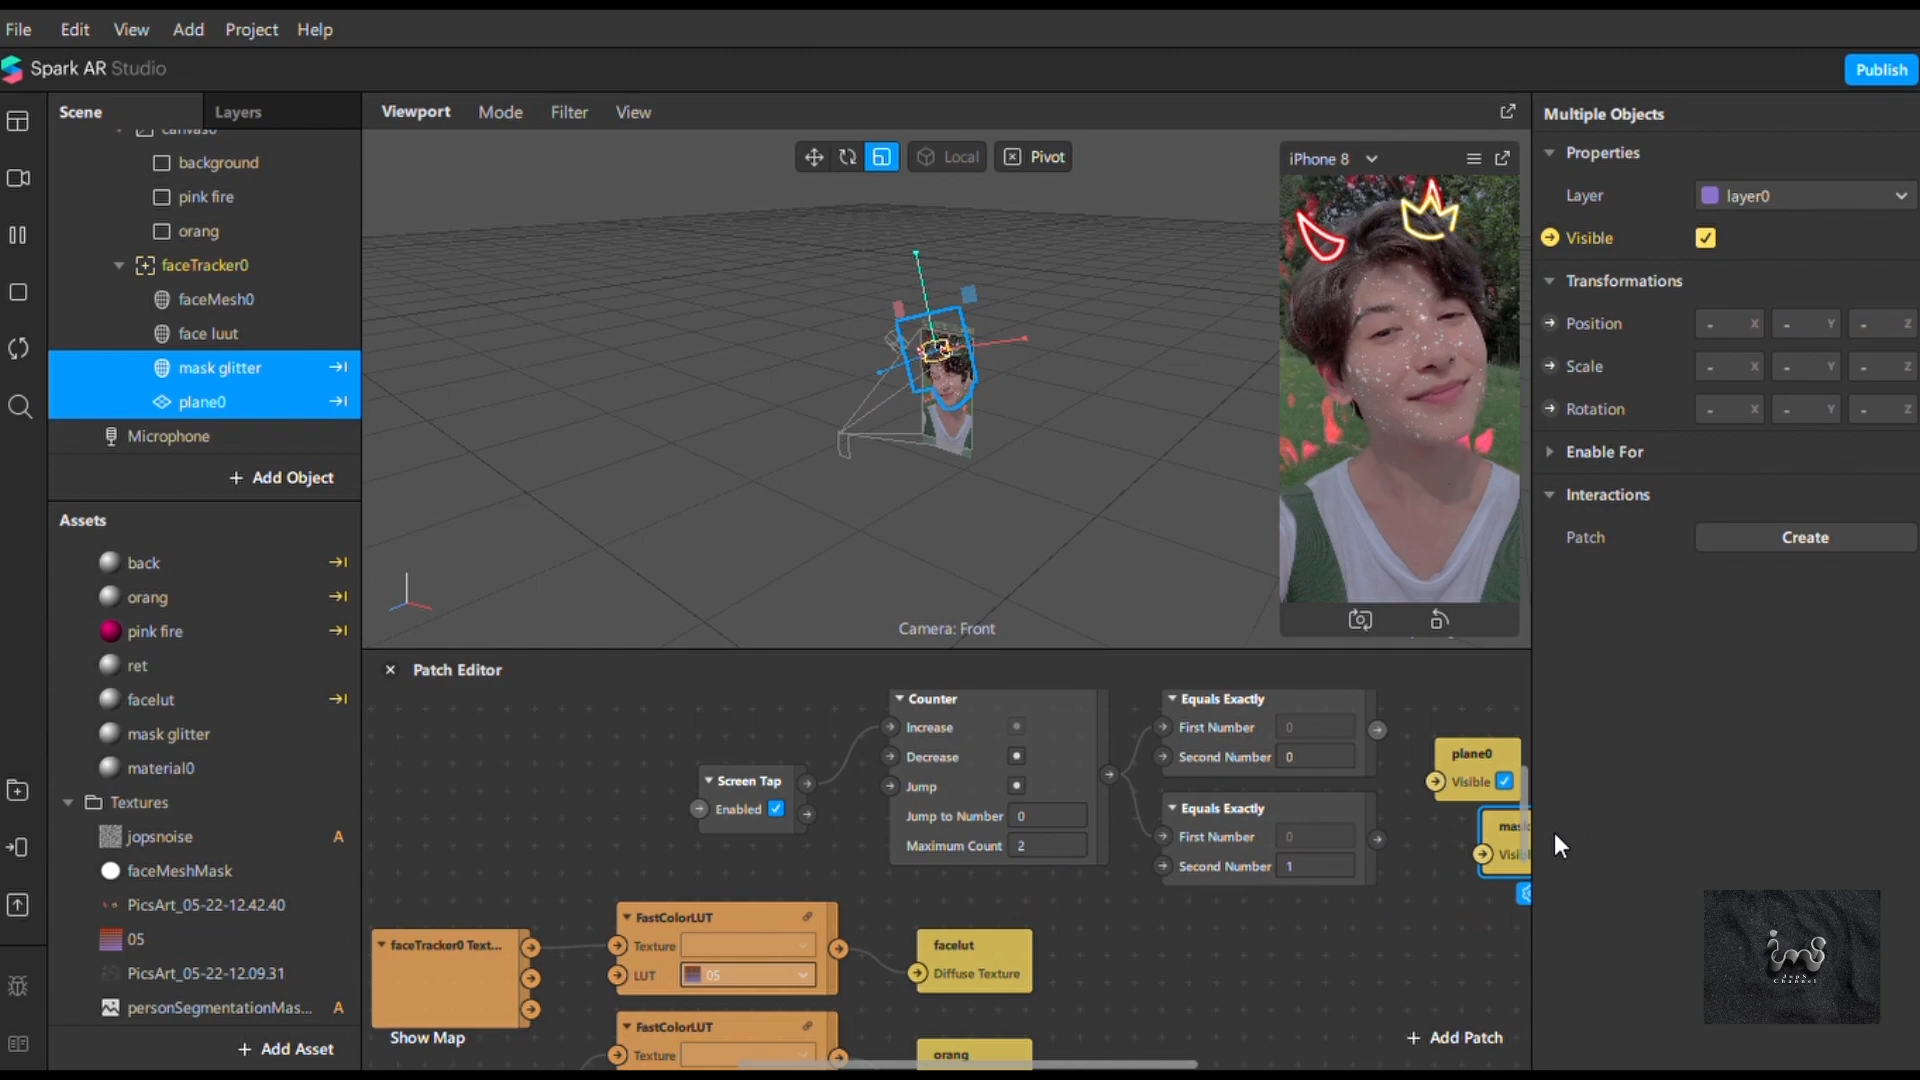 File Edit View Add Project Help
Spark AR Studio
Publish
Scene
Layers
canvas0
background
pink fire
orang
faceTracker0
faceMesh0
face luut
mask glitter
plane0
Microphone
+ Add Object
Assets
back
orang
pink fire
ret
facelut
mask glitter
material0
Textures
jopsnoise A
faceMeshMask
PicsArt_05-22-12.42.40
05
PicsArt_05-22-12.09.31
personSegmentationMas... A
+ Add Asset
Viewport Mode Filter View
Local
Pivot
iPhone 8
Camera: Front
Patch Editor
Screen Tap
Enabled
Counter
Increase
Decrease
Jump
Jump to Number 0
Maximum Count 2
Equals Exactly
First Number 0
Second Number 0
Equals Exactly
First Number 0
Second Number 1
plane0
Visible
mas
Visi
faceTracker0 Text...
FastColorLUT
Texture
LUT 05
facelut
Diffuse Texture
Show Map
FastColorLUT
Texture
orang
+ Add Patch
Multiple Objects
Properties
Layer layer0
Visible
Transformations
Position - X - Y - Z
Scale - X - Y - Z
Rotation - X - Y - Z
Enable For
Interactions
Patch Create
JopS
Channel